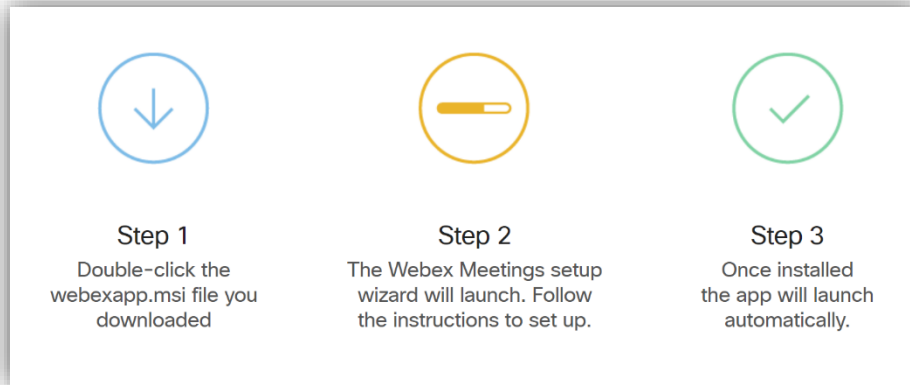 Step 1
Double-click the
webexapp.msi file you
downloaded
Step 2
The Webex Meetings setup
wizard will launch. Follow
the instructions to set up.
Step 3
Once installed
the app will launch
automatically.